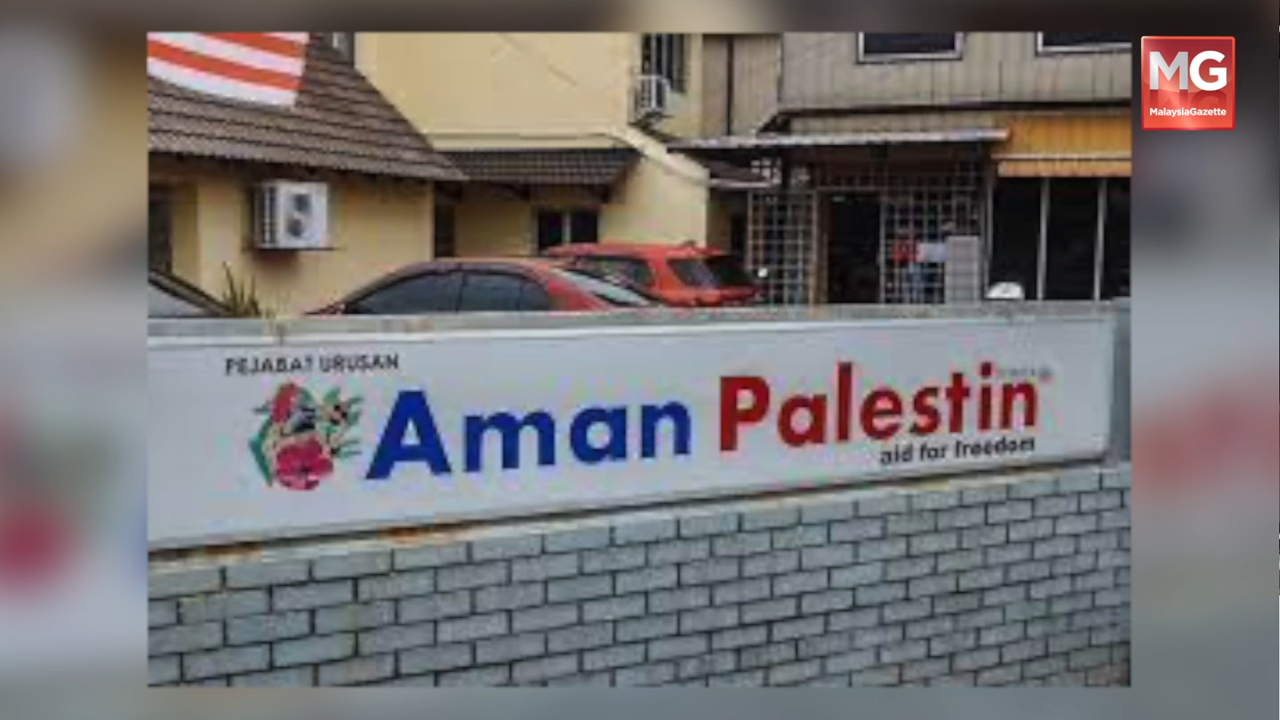 MG
MalaysiaGazette
PEJABAT URUSAN
Aman Palestin
aid for freedom